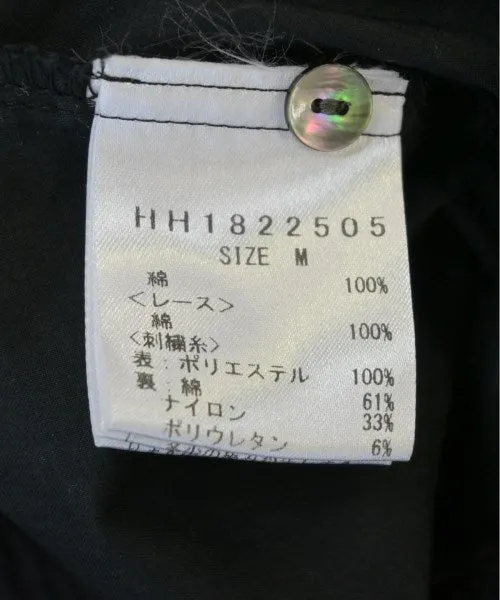 HH1822505
SIZE M
綿 100%
<レース>
綿 100%
<刺繍糸>
表:ポリエステル 100%
裏:綿 61%
ナイロン 33%
ポリウレタン 6%